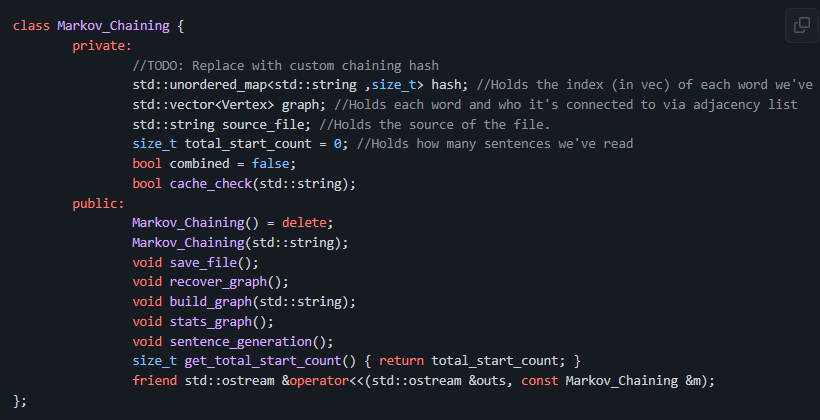 class Markov_Chaining {
private:
//TODO: Replace with custom chaining hash
std::unordered_map<std::string ,size_t> hash; //Holds the index (in vec) of each word we've
std::vector<Vertex> graph; //Holds each word and who it's connected to via adjacency list
std::string source_file; //Holds the source of the file.
size_t total_start_count = 0; //Holds how many sentences we've read
bool combined = false;
bool cache_check(std::string);
public:
Markov_Chaining() = delete;
Markov_Chaining(std::string);
void save_file();
void recover_graph();
void build_graph(std::string);
void stats_graph();
void sentence_generation();
size_t get_total_start_count() { return total_start_count; }
friend std::ostream &operator<<(std::ostream &outs, const Markov_Chaining &m);
};